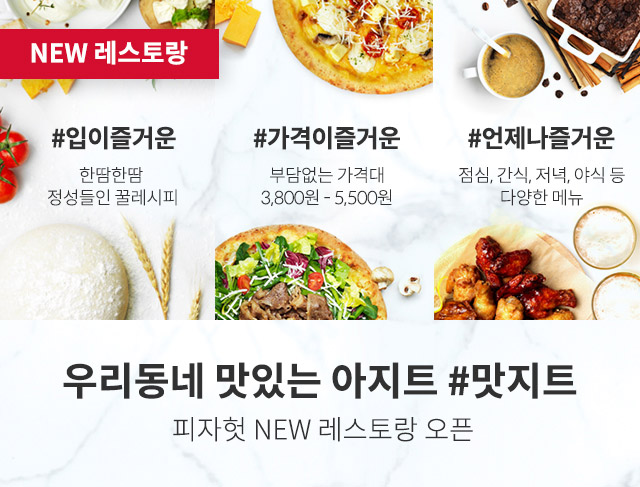 NEW 레스토랑
#입이즐거운
한땀한땀
정성들인 꿀레시피
#가격이즐거운
부담없는 가격대
3,800원 - 5,500원
#언제나즐거운
점심, 간식, 저녁, 야식 등
다양한 메뉴
우리동네 맛있는 아지트 #맛지트
피자헛 NEW 레스토랑 오픈